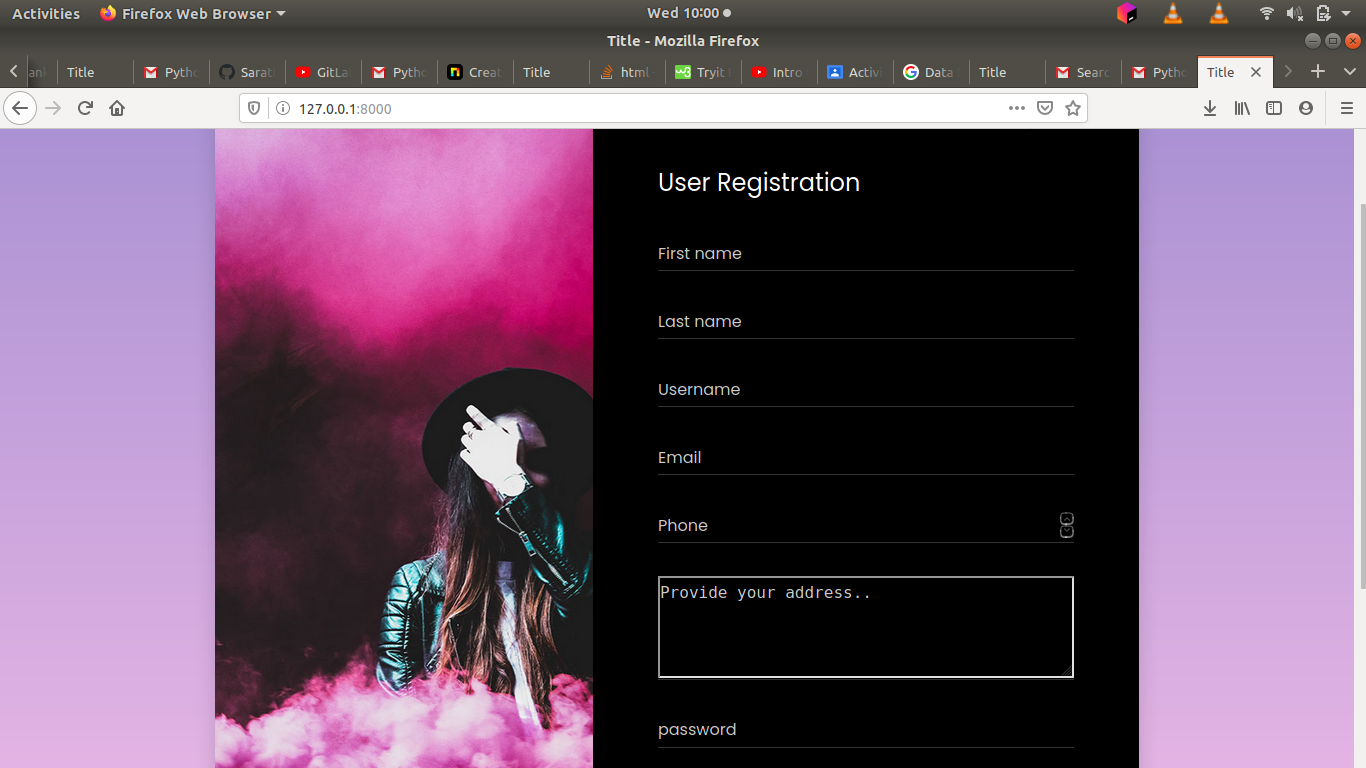 Activities Firefox Web Browser Wed 10:00
Title - Mozilla Firefox
Title Pytho Sarat GitLa Pytho Creat Title html Tryit Intro Activi Data Title Searc Pytho Title
127.0.0.1:8000
User Registration
First name
Last name
Username
Email
Phone
Provide your address..
password